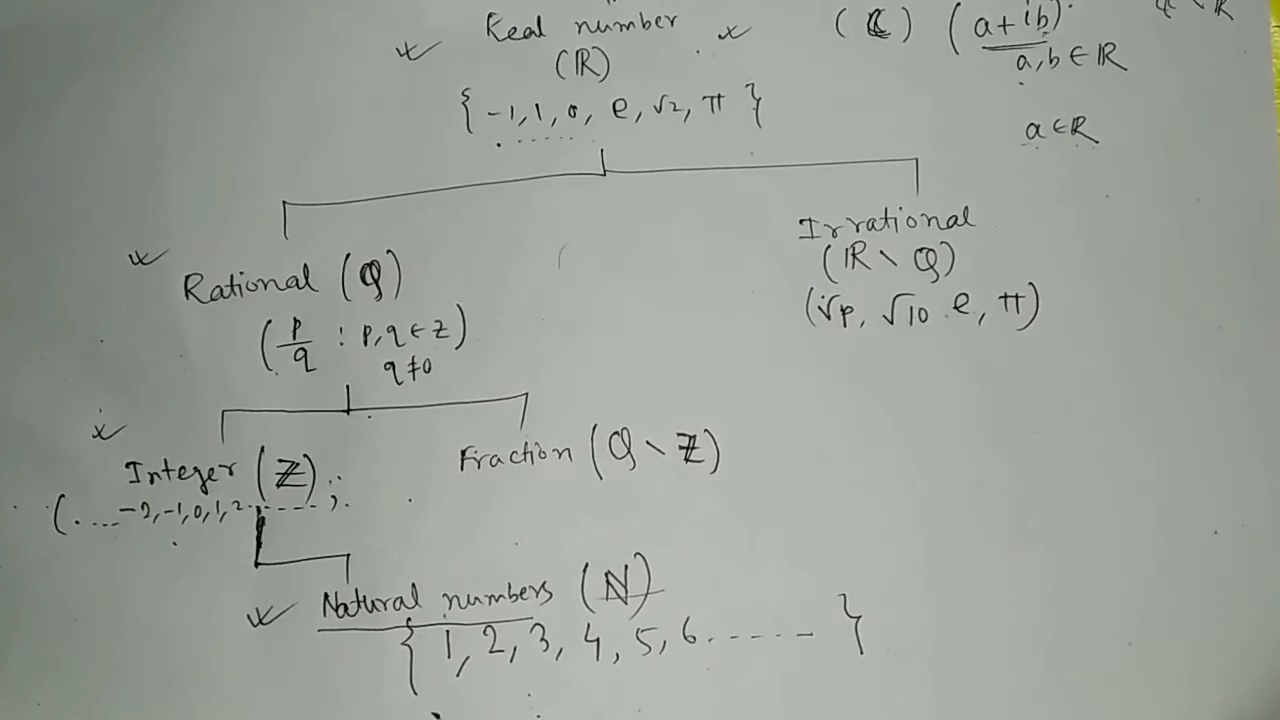 Real number
(ℝ)
{ -1, 1, 0, e, √2, π }
(ℂ) (a+ib)
a, b ∈ ℝ
a ∈ ℝ
Rational (ℚ)
(p/q : p, q ∈ z)
q ≠ 0
Irrational
(ℝ \ ℚ)
(√p, √10 e, π)
Integer (ℤ)
(.... -2, -1, 0, 1, 2 ------ ).
Fraction (ℚ \ ℤ)
Natural numbers (ℕ)
{ 1, 2, 3, 4, 5, 6 ------ }